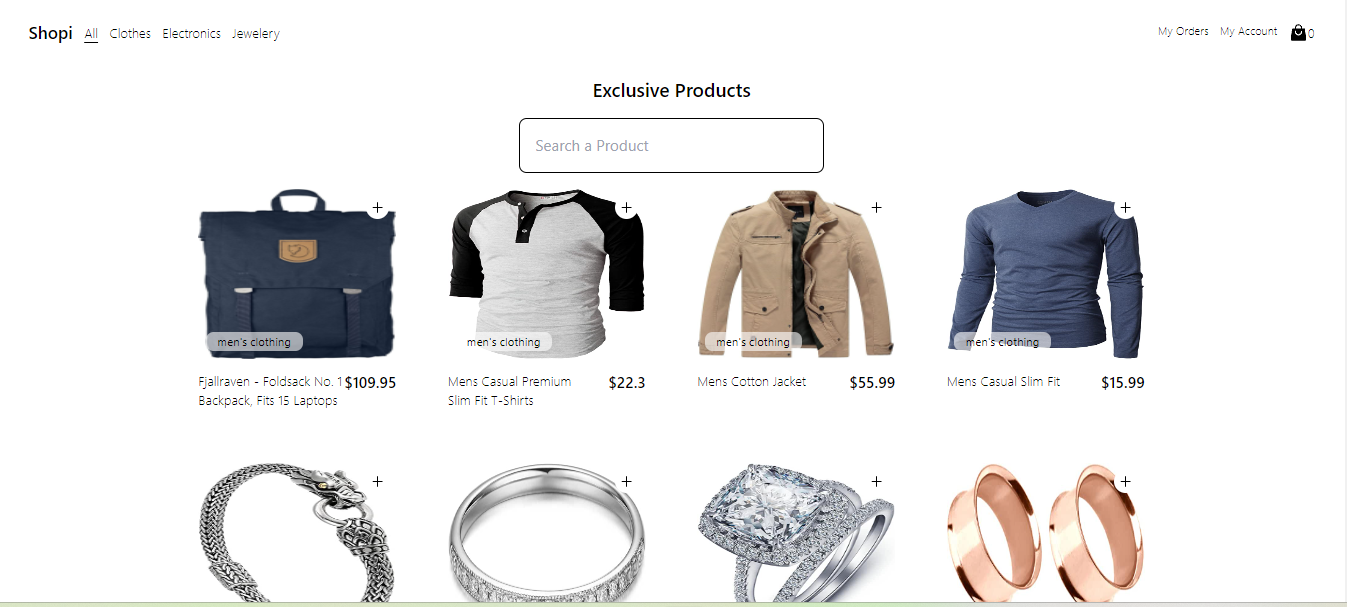 Shopi All Clothes Electronics Jewelery My Orders My Account 0
Exclusive Products
Search a Product
+ + + +
men's clothing men's clothing men's clothing men's clothing
Fjallraven - Foldsack No. 1 $109.95 Mens Casual Premium $22.3 Mens Cotton Jacket $55.99 Mens Casual Slim Fit $15.99
Backpack, Fits 15 Laptops Slim Fit T-Shirts
+ + + +